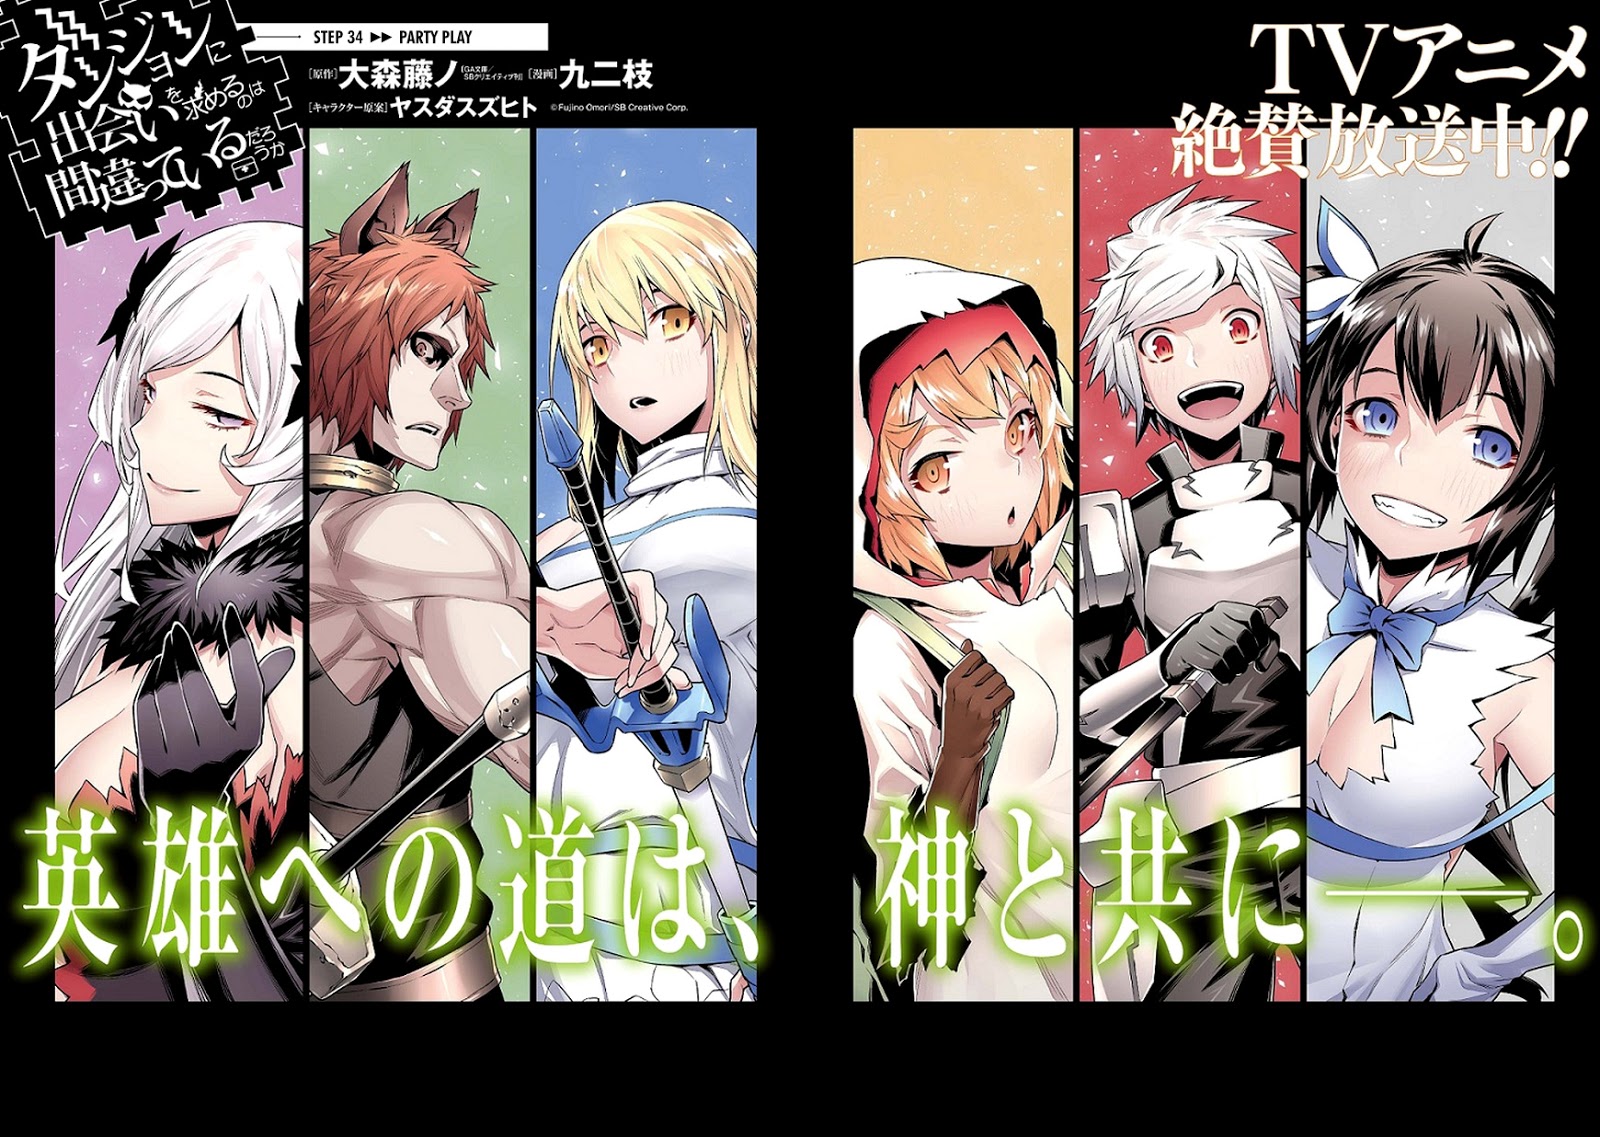 ダンジョンに
出会いを求めるのは
間違っているだろうか
STEP 34 ▶▶ PARTY PLAY
[原作]大森藤ノ(GA文庫/SBクリエイティブ刊) [漫画]九二枝
[キャラクター原案]ヤスダスズヒト ©Fujino Omori/SB Creative Corp.
TVアニメ
絶賛放送中!!
英雄への道は、神と共に――。